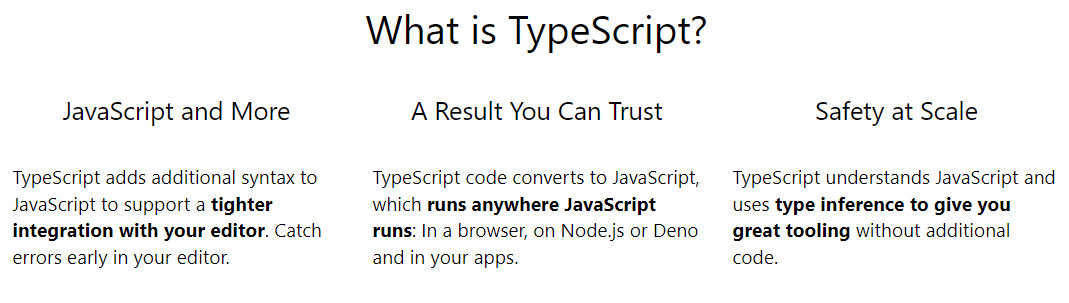 What is TypeScript?
JavaScript and More
TypeScript adds additional syntax to
JavaScript to support a tighter
integration with your editor. Catch
errors early in your editor.
A Result You Can Trust
TypeScript code converts to JavaScript,
which runs anywhere JavaScript
runs: In a browser, on Node.js or Deno
and in your apps.
Safety at Scale
TypeScript understands JavaScript and
uses type inference to give you
great tooling without additional
code.